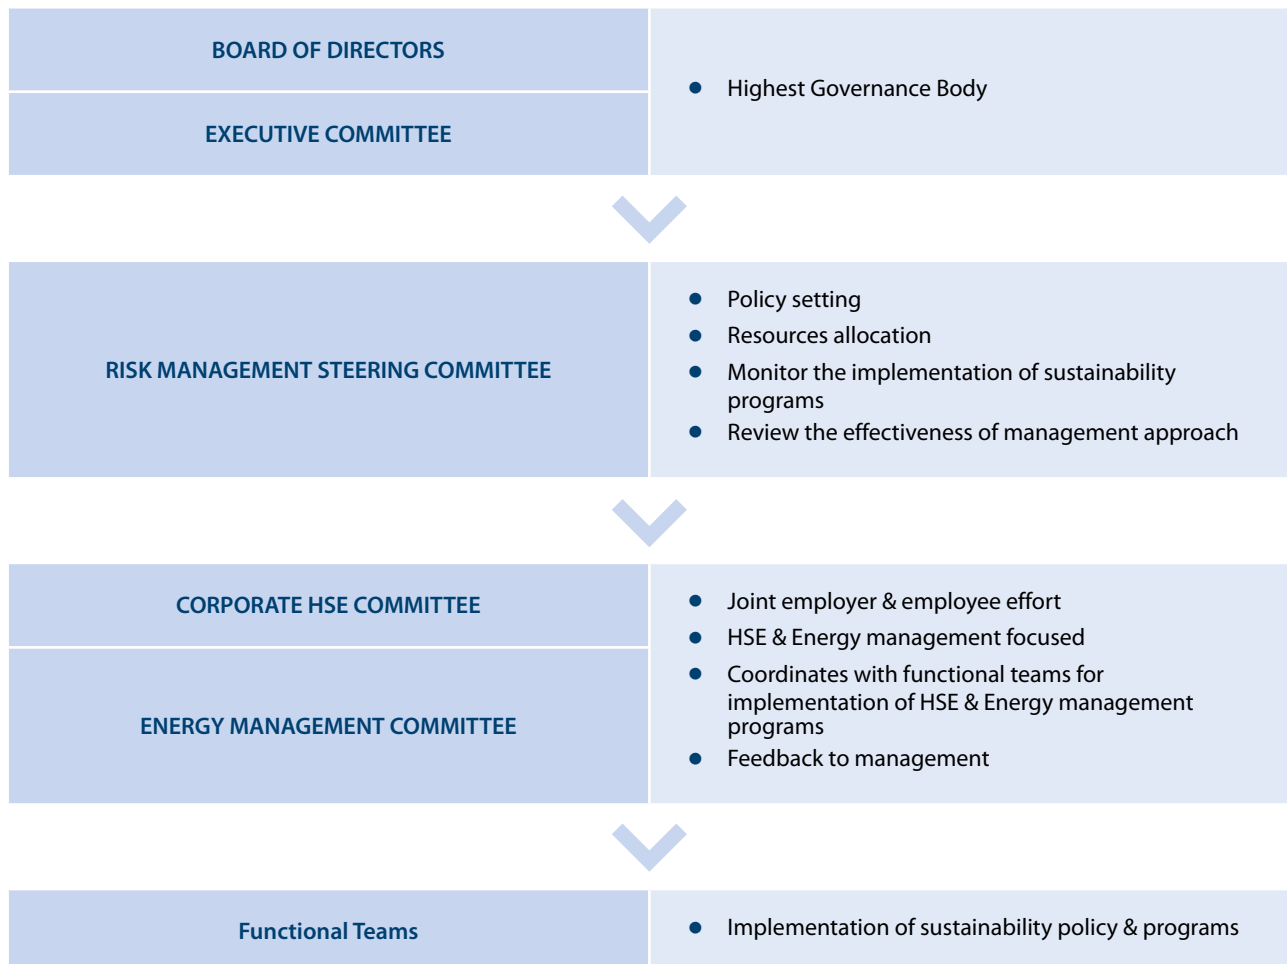 BOARD OF DIRECTORS
EXECUTIVE COMMITTEE
● Highest Governance Body
RISK MANAGEMENT STEERING COMMITTEE
● Policy setting
● Resources allocation
● Monitor the implementation of sustainability
programs
● Review the effectiveness of management approach
CORPORATE HSE COMMITTEE
ENERGY MANAGEMENT COMMITTEE
● Joint employer & employee effort
● HSE & Energy management focused
● Coordinates with functional teams for
implementation of HSE & Energy management
programs
● Feedback to management
Functional Teams
● Implementation of sustainability policy & programs